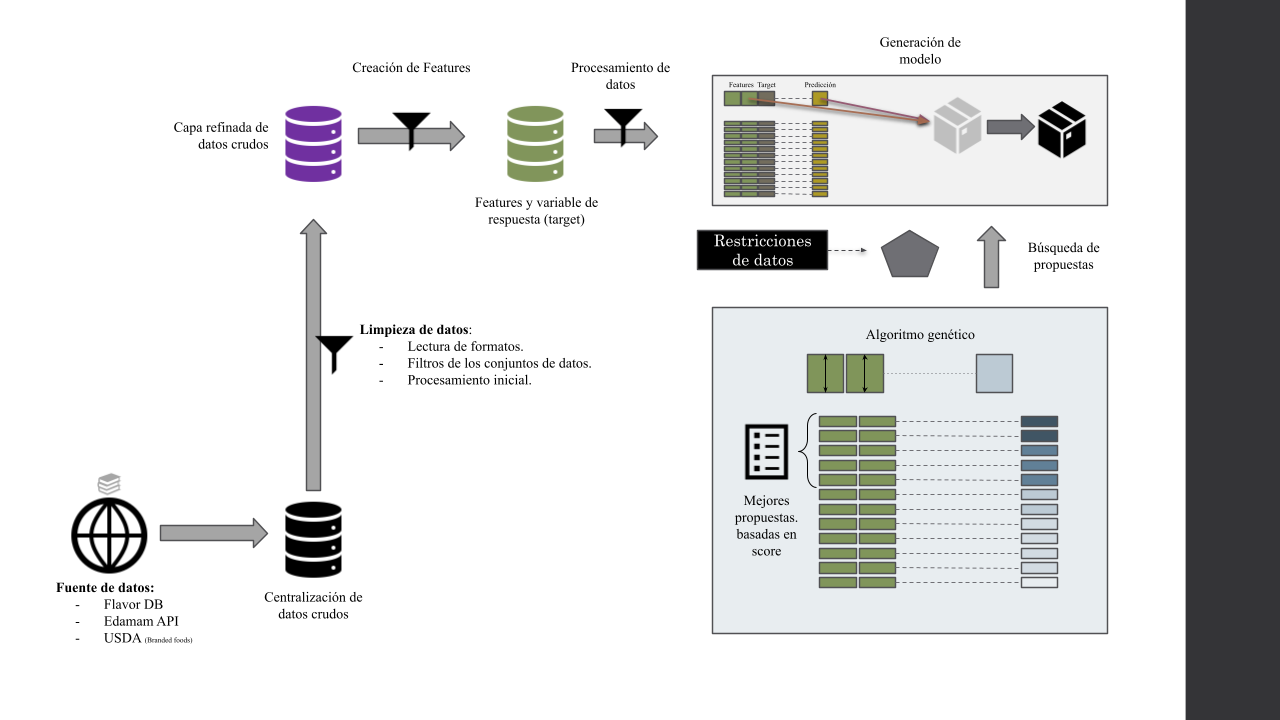 Generación de
modelo
Creación de Features
Procesamiento de
datos
Features Target
Predicción
Capa refinada de
datos crudos
Features y variable de
respuesta (target)
Restricciones
de datos
Búsqueda de
propuestas
Limpieza de datos:
- Lectura de formatos.
- Filtros de los conjuntos de datos.
- Procesamiento inicial.
Algoritmo genético
Mejores
propuestas.
basadas en
score
Fuente de datos:
- Flavor DB
- Edamam API
- USDA (Branded foods)
Centralización de
datos crudos